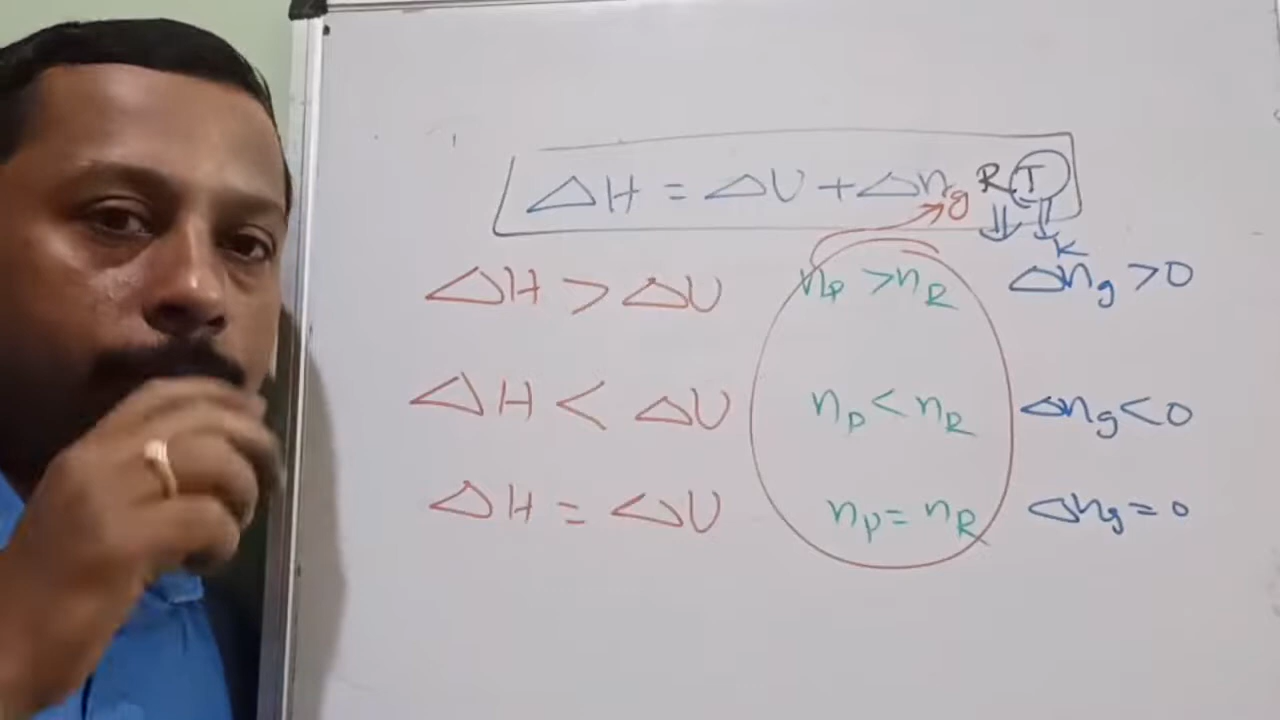 ΔH = ΔU + Δn_g RT
K
ΔH > ΔU n_p > n_R Δn_g > 0
ΔH < ΔU n_p < n_R Δn_g < 0
ΔH = ΔU n_p = n_R Δn_g = 0